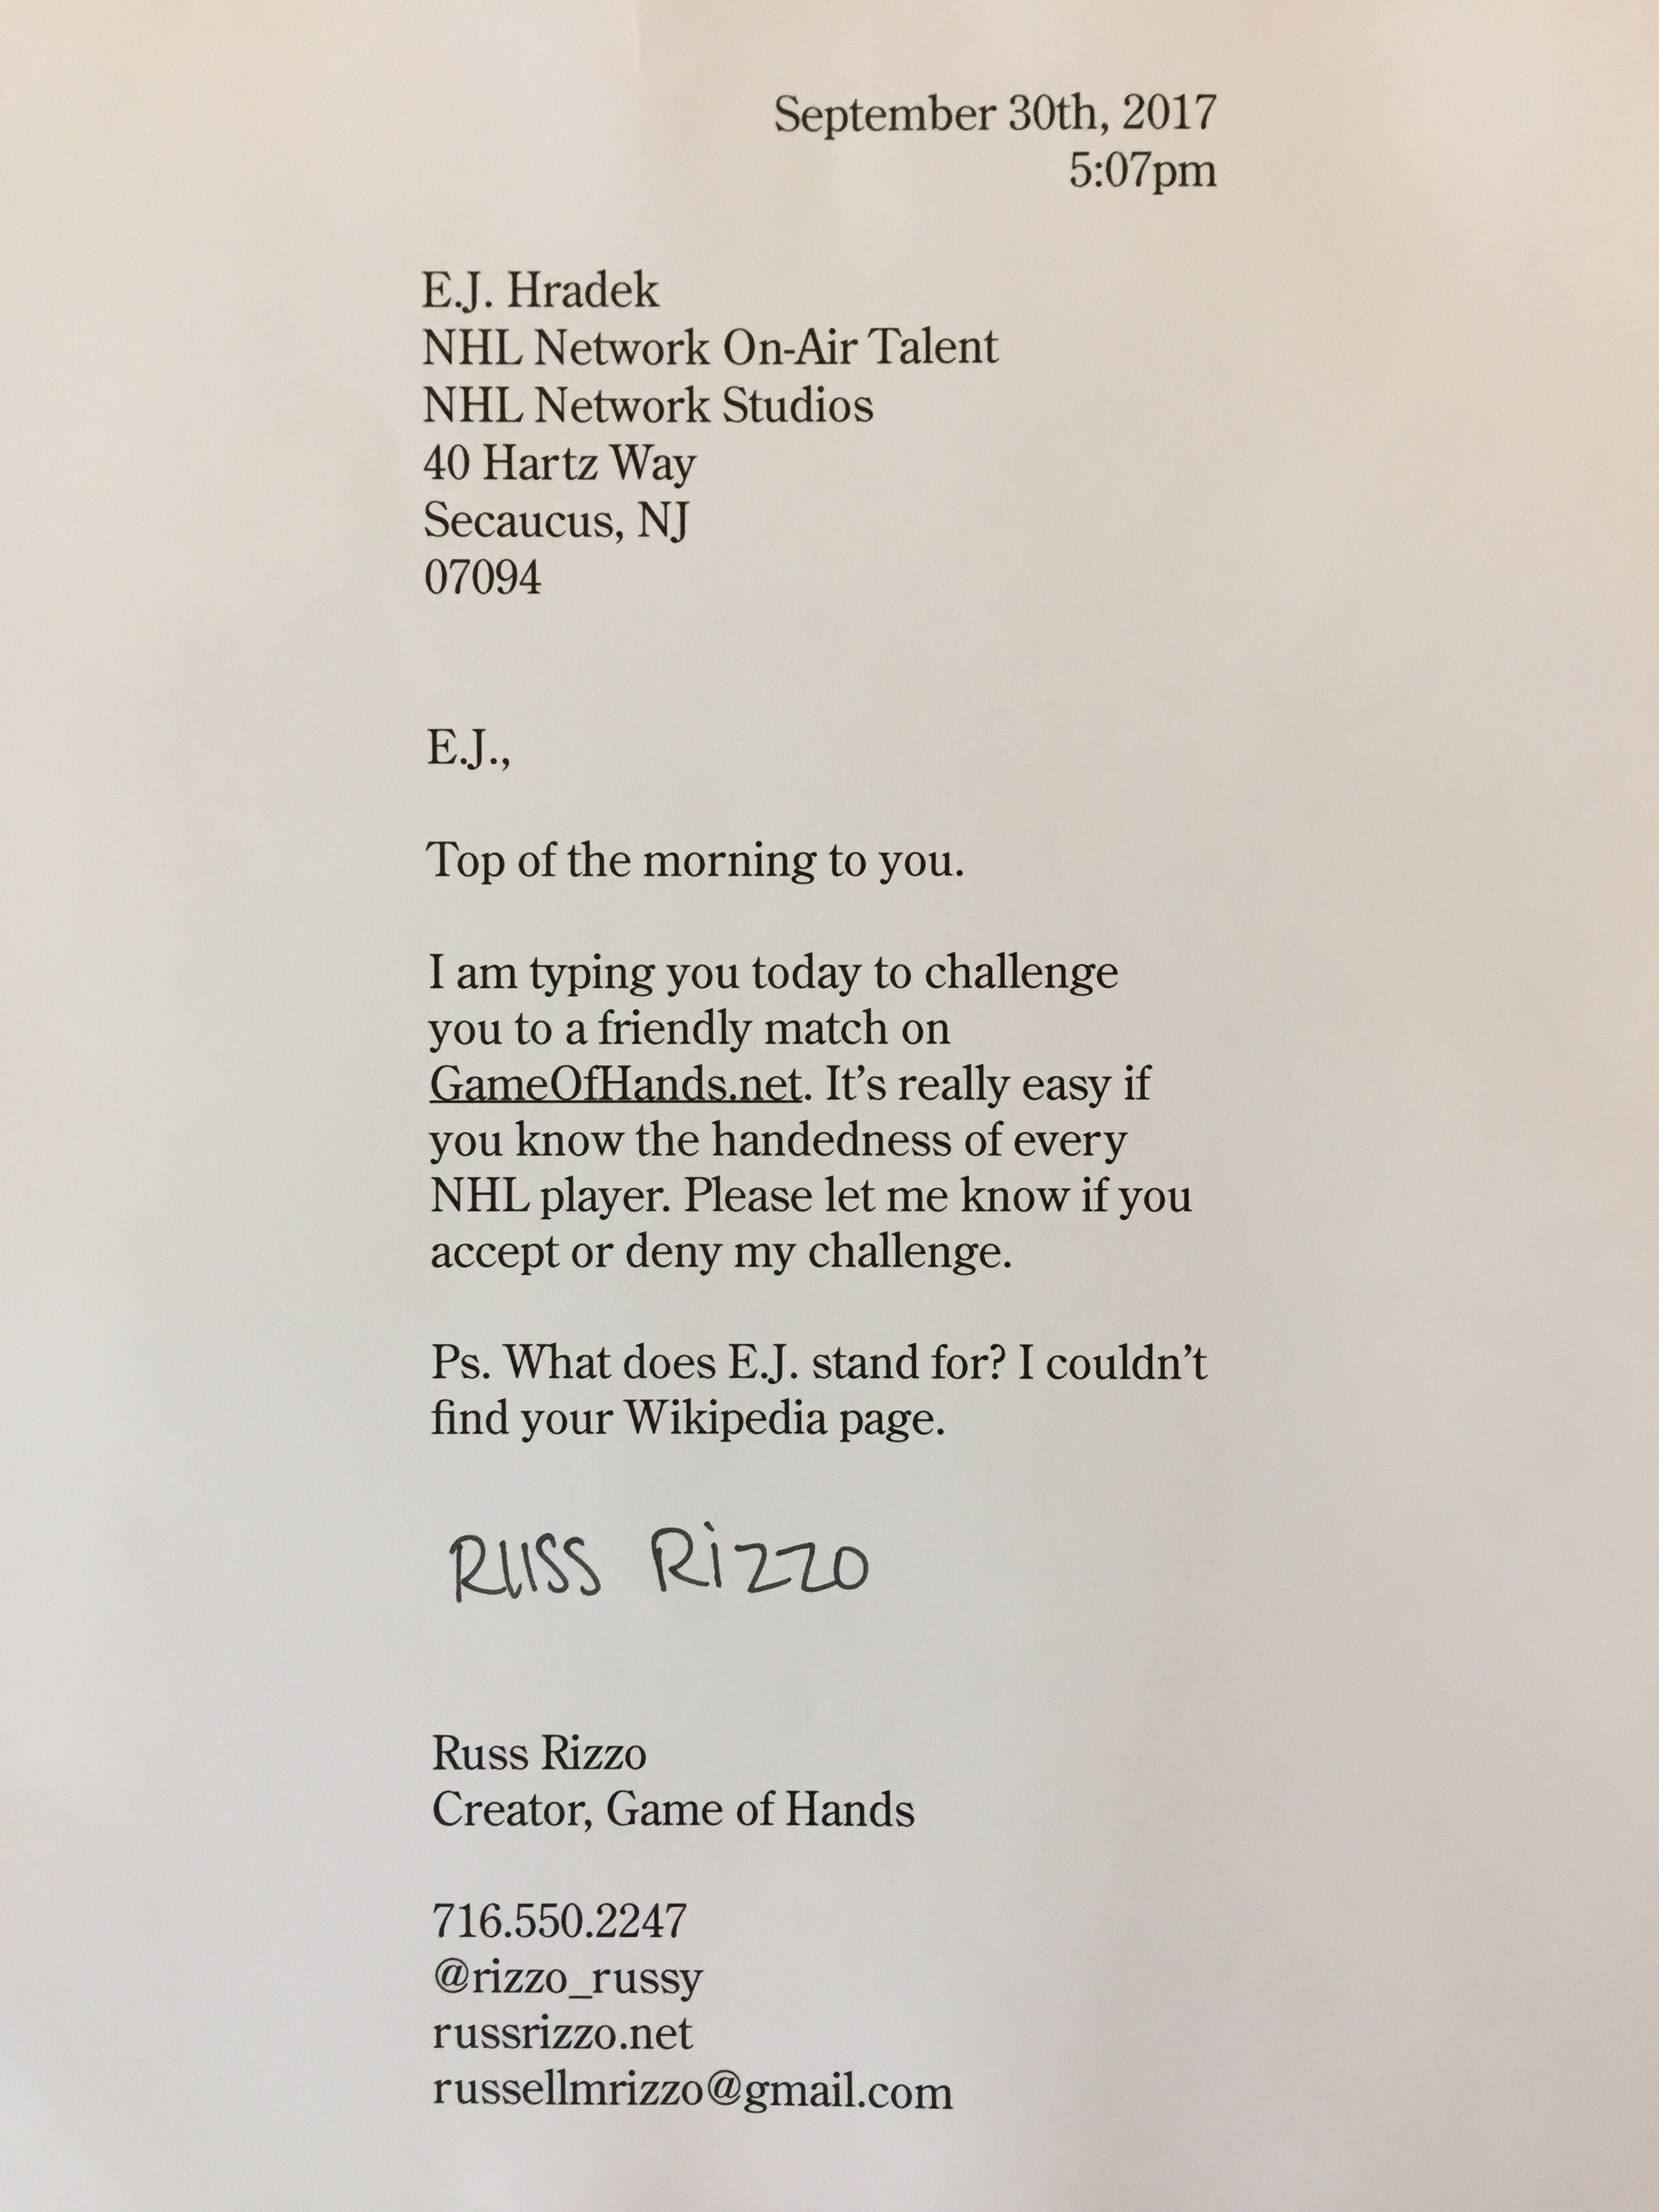 September 30th, 2017
5:07pm
E.J. Hradek
NHL Network On-Air Talent
NHL Network Studios
40 Hartz Way
Secaucus, NJ
07094
E.J.,
Top of the morning to you.
I am typing you today to challenge
you to a friendly match on
GameOfHands.net. It’s really easy if
you know the handedness of every
NHL player. Please let me know if you
accept or deny my challenge.
Ps. What does E.J. stand for? I couldn’t
find your Wikipedia page.
RUSS RiZZO
Russ Rizzo
Creator, Game of Hands
716.550.2247
@rizzo_russy
russrizzo.net
russellmrizzo@gmail.com